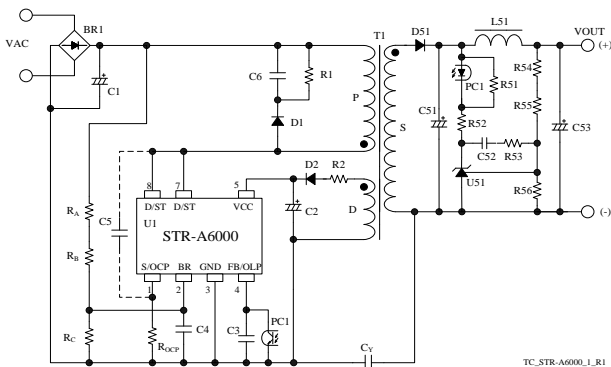 L51
T1
D51
VOUT
(+)
BR1
VAC
R54
PC1
R51
C6
R1
C1
P
R55
C51
S
R52
C53
D1
C52
R53
D2
R2
U51
R56
8
7
5
D/ST
D/ST
VCC
C2
D
(-)
RA
C5
U1
STR-A6000
RB
S/OCP
BR
GND
FB/OLP
1
2
3
4
PC1
C4
C3
RC
ROCP
CY
TC_STR-A6000_1_R1